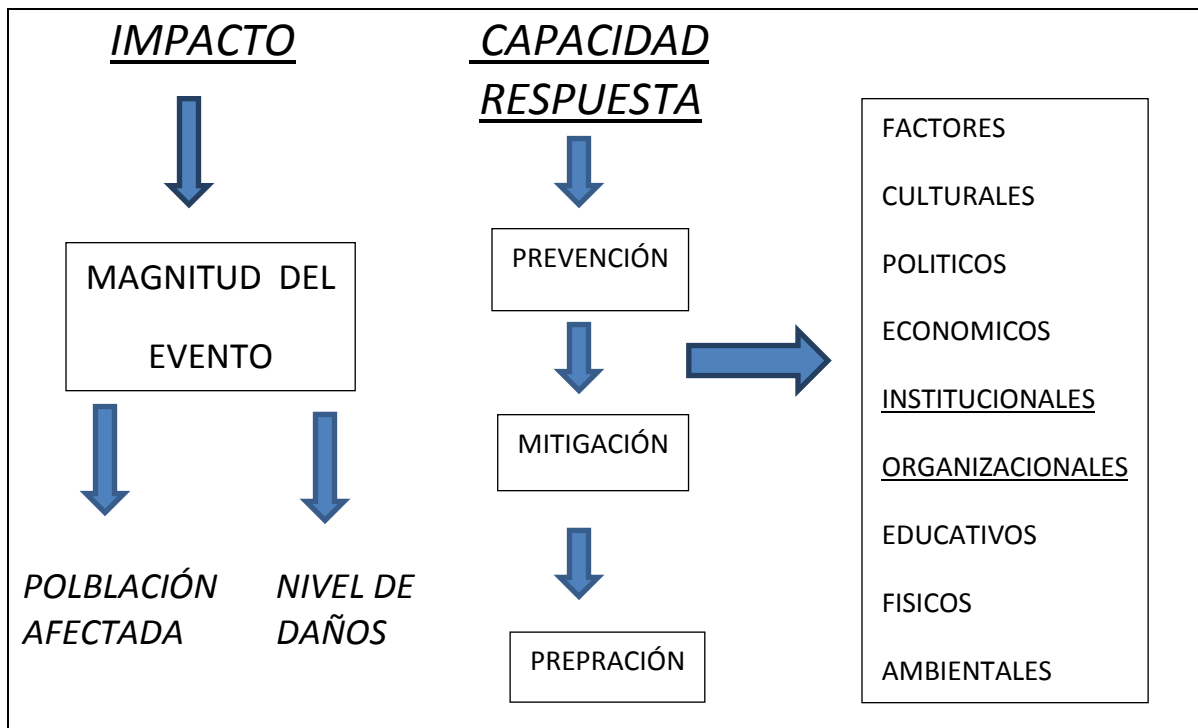 IMPACTO
MAGNITUD DEL
EVENTO
POLBLACIÓN
AFECTADA
NIVEL DE
DAÑOS
CAPACIDAD
RESPUESTA
PREVENCIÓN
MITIGACIÓN
PREPRACIÓN
FACTORES
CULTURALES
POLITICOS
ECONOMICOS
INSTITUCIONALES
ORGANIZACIONALES
EDUCATIVOS
FISICOS
AMBIENTALES